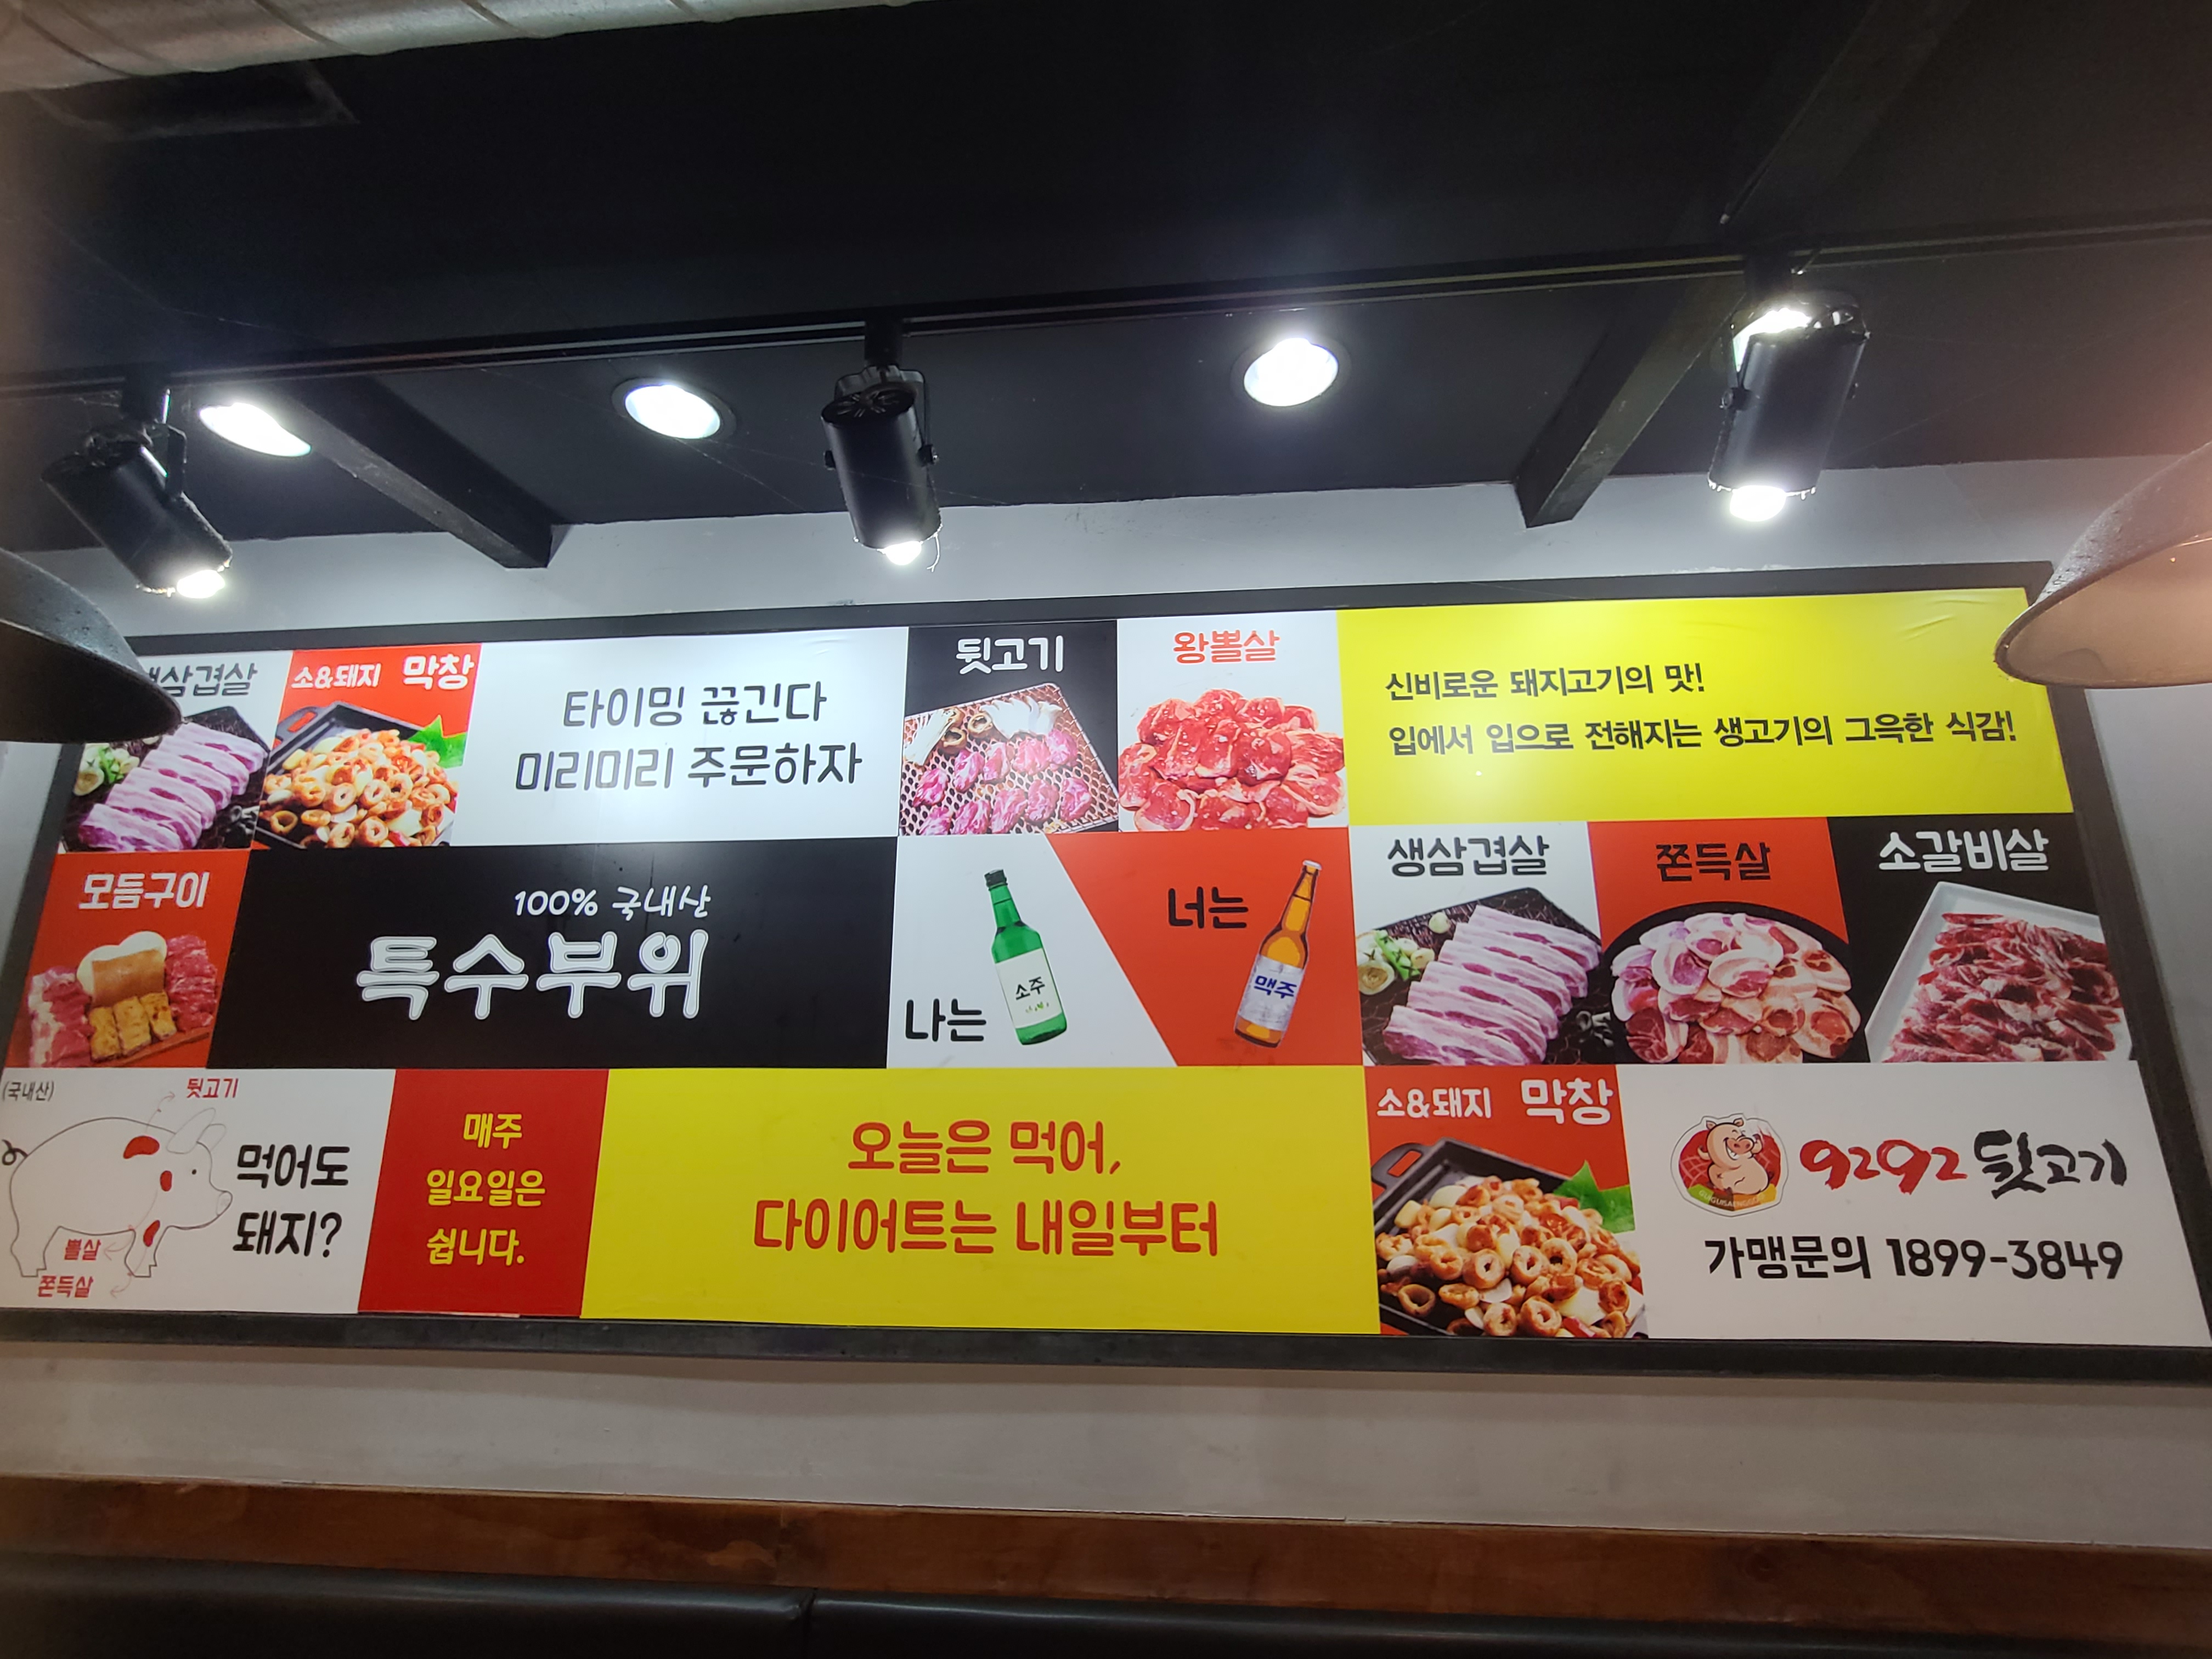 생삼겹살
소&돼지 막창
타이밍 끊긴다
미리미리 주문하자
뒷고기
왕뽈살
신비로운 돼지고기의 맛!
입에서 입으로 전해지는 생고기의 그윽한 식감!
모듬구이
100% 국내산
특수부위
나는
소주
너는
맥주
생삼겹살
쫀득살
소갈비살
(국내산)
뒷고기
먹어도
돼지?
뽈살
쫀득살
매주
일요일은
쉽니다.
오늘은 먹어,
다이어트는 내일부터
소&돼지 막창
9292 뒷고기
가맹문의 1899-3849